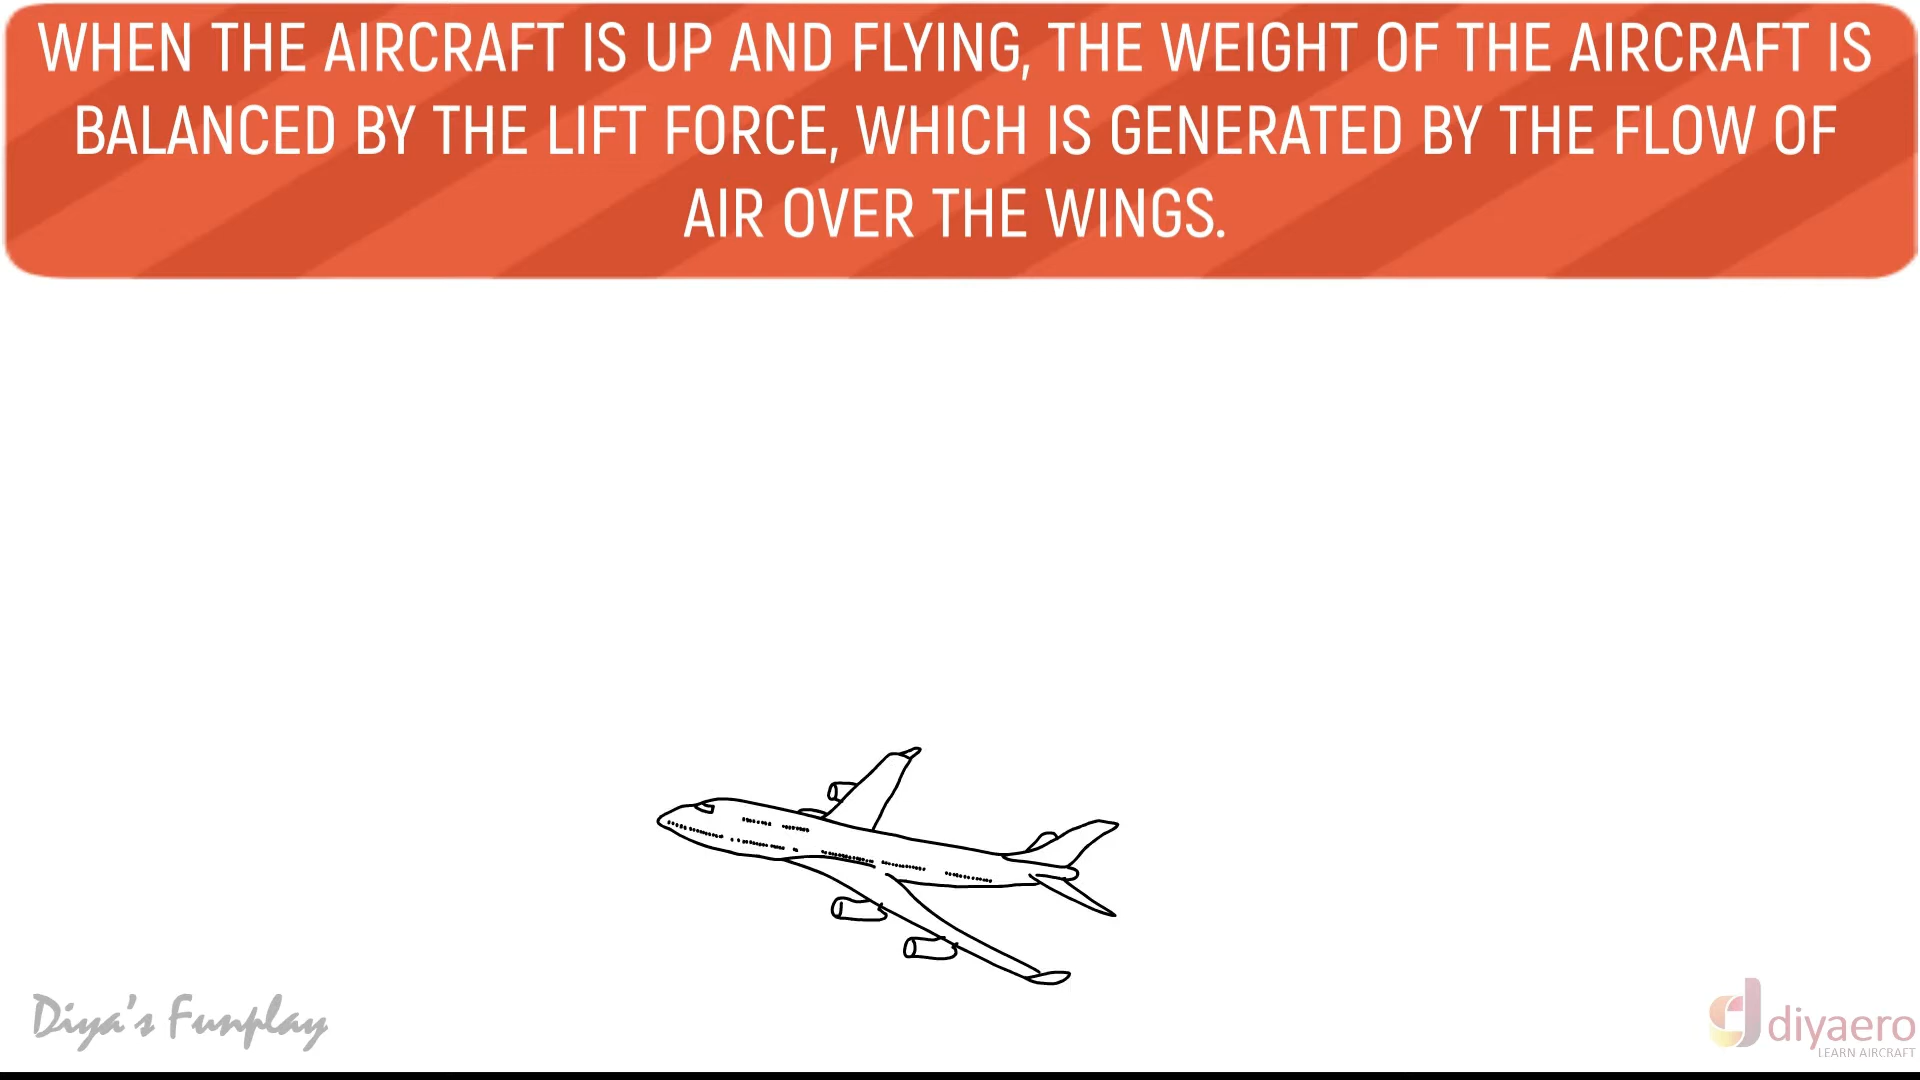 WHEN THE AIRCRAFT IS UP AND FLYING, THE WEIGHT OF THE AIRCRAFT IS
BALANCED BY THE LIFT FORCE, WHICH IS GENERATED BY THE FLOW OF
AIR OVER THE WINGS.
Diya's Funplay
diyaero
LEARN AIRCRAFT